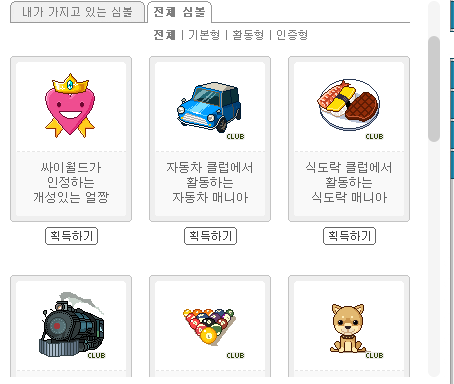 내가 가지고 있는 심볼
전체 심볼
전체 | 기본형 | 활동형 | 인증형
CLUB
CLUB
싸이월드가
인정하는
개성있는 얼짱
자동차 클럽에서
활동하는
자동차 매니아
식도락 클럽에서
활동하는
식도락 매니아
획득하기
획득하기
획득하기
CLUB
CLUB
CLUB